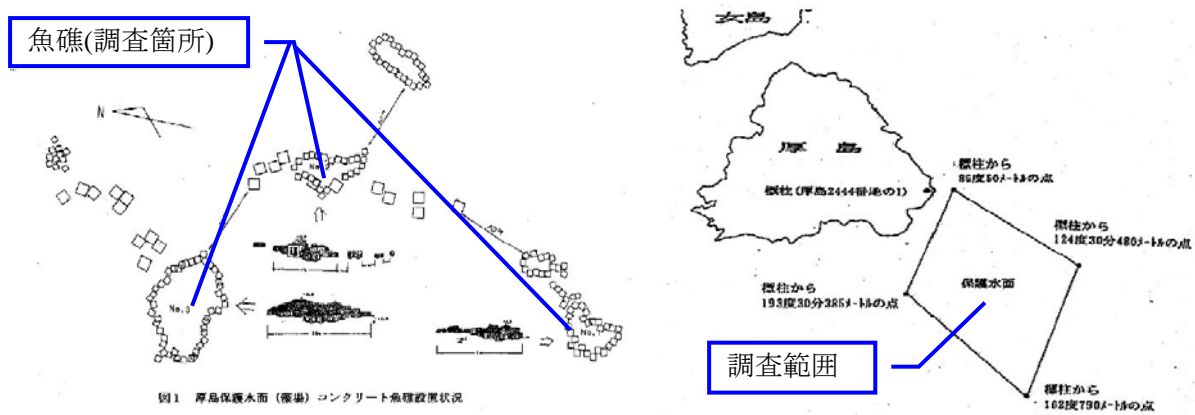 魚礁(調査箇所)
N
No.2
No.3
No.1
図1 厚島保護水面(藻場)コンクリート魚礁設置状況
玄島
厚島
標柱(厚島2444番地の1)
標柱から
86度50メートルの点
標柱から
124度30分480メートルの点
標柱から
193度30分385メートルの点
保護水面
調査範囲
標柱から
162度790メートルの点